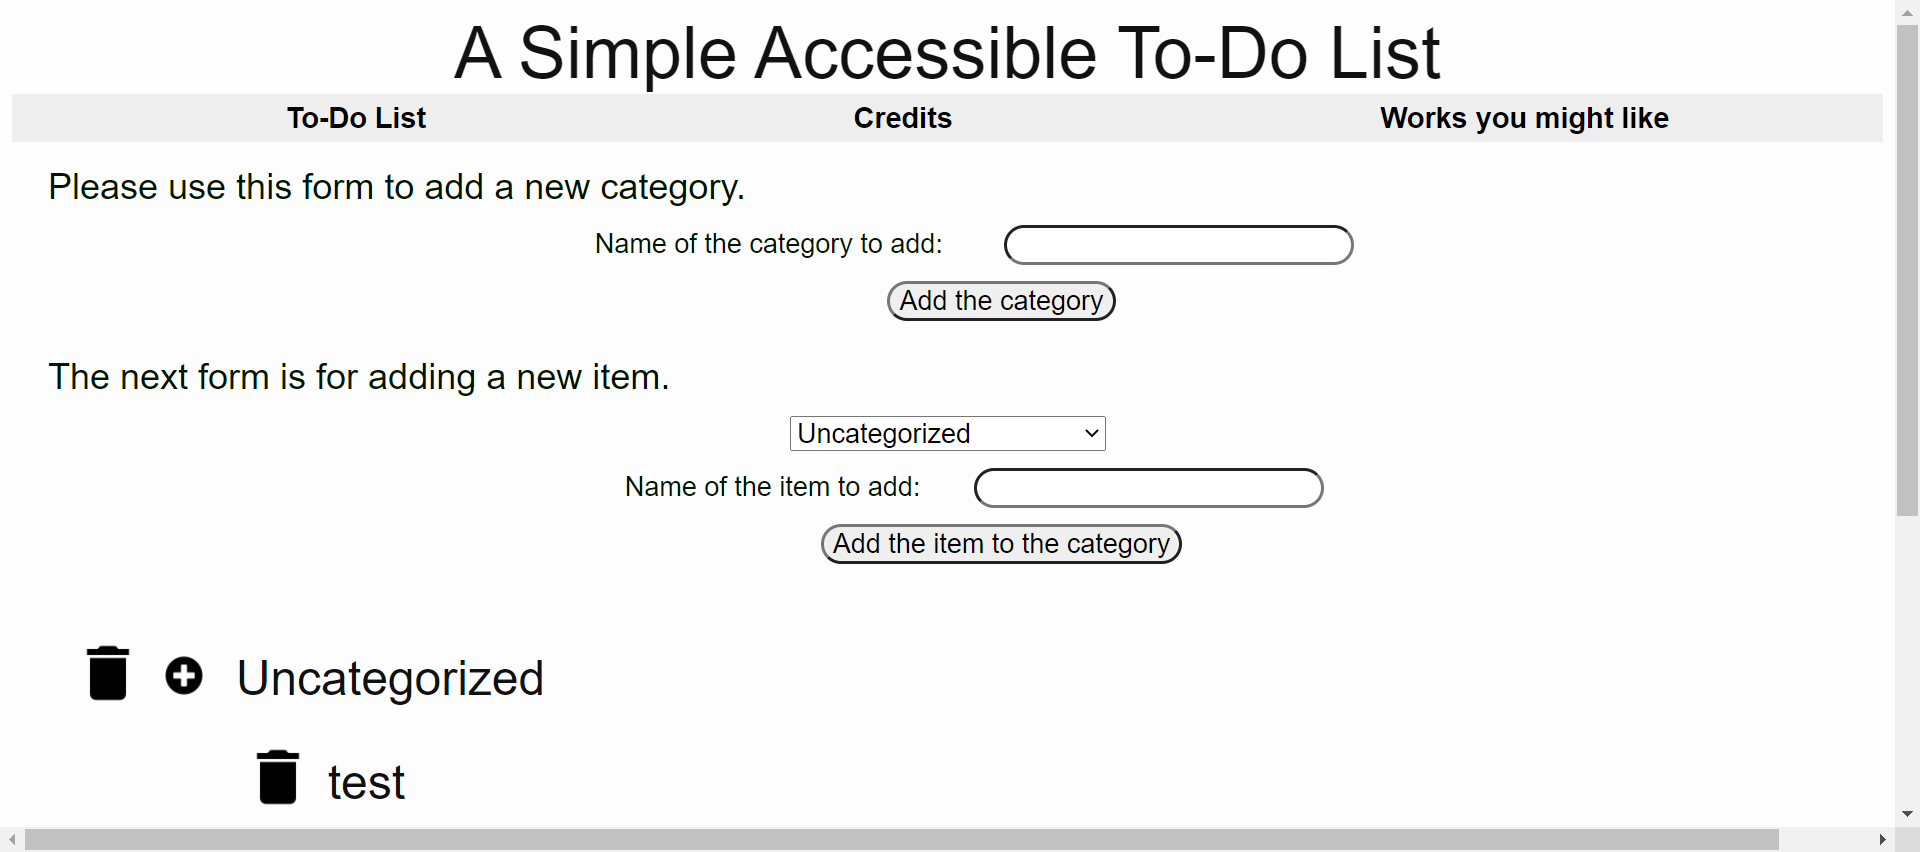 A Simple Accessible To-Do List
To-Do List Credits Works you might like
Please use this form to add a new category.
Name of the category to add:
Add the category
The next form is for adding a new item.
Uncategorized
Name of the item to add:
Add the item to the category
Uncategorized
test